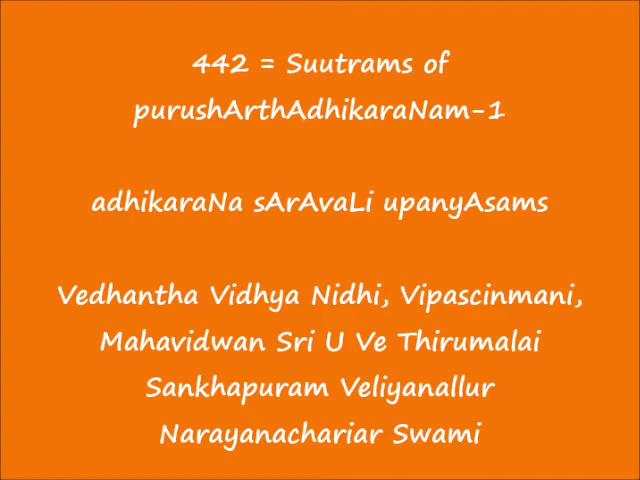 442 = Suutrams of
purushArthAdhikaraNam-1
adhikaraNa sArAvaLi upanyAsams
Vedhantha Vidhya Nidhi, Vipascinmani,
Mahavidwan Sri U Ve Thirumalai
Sankhapuram Veliyanallur
Narayanachariar Swami